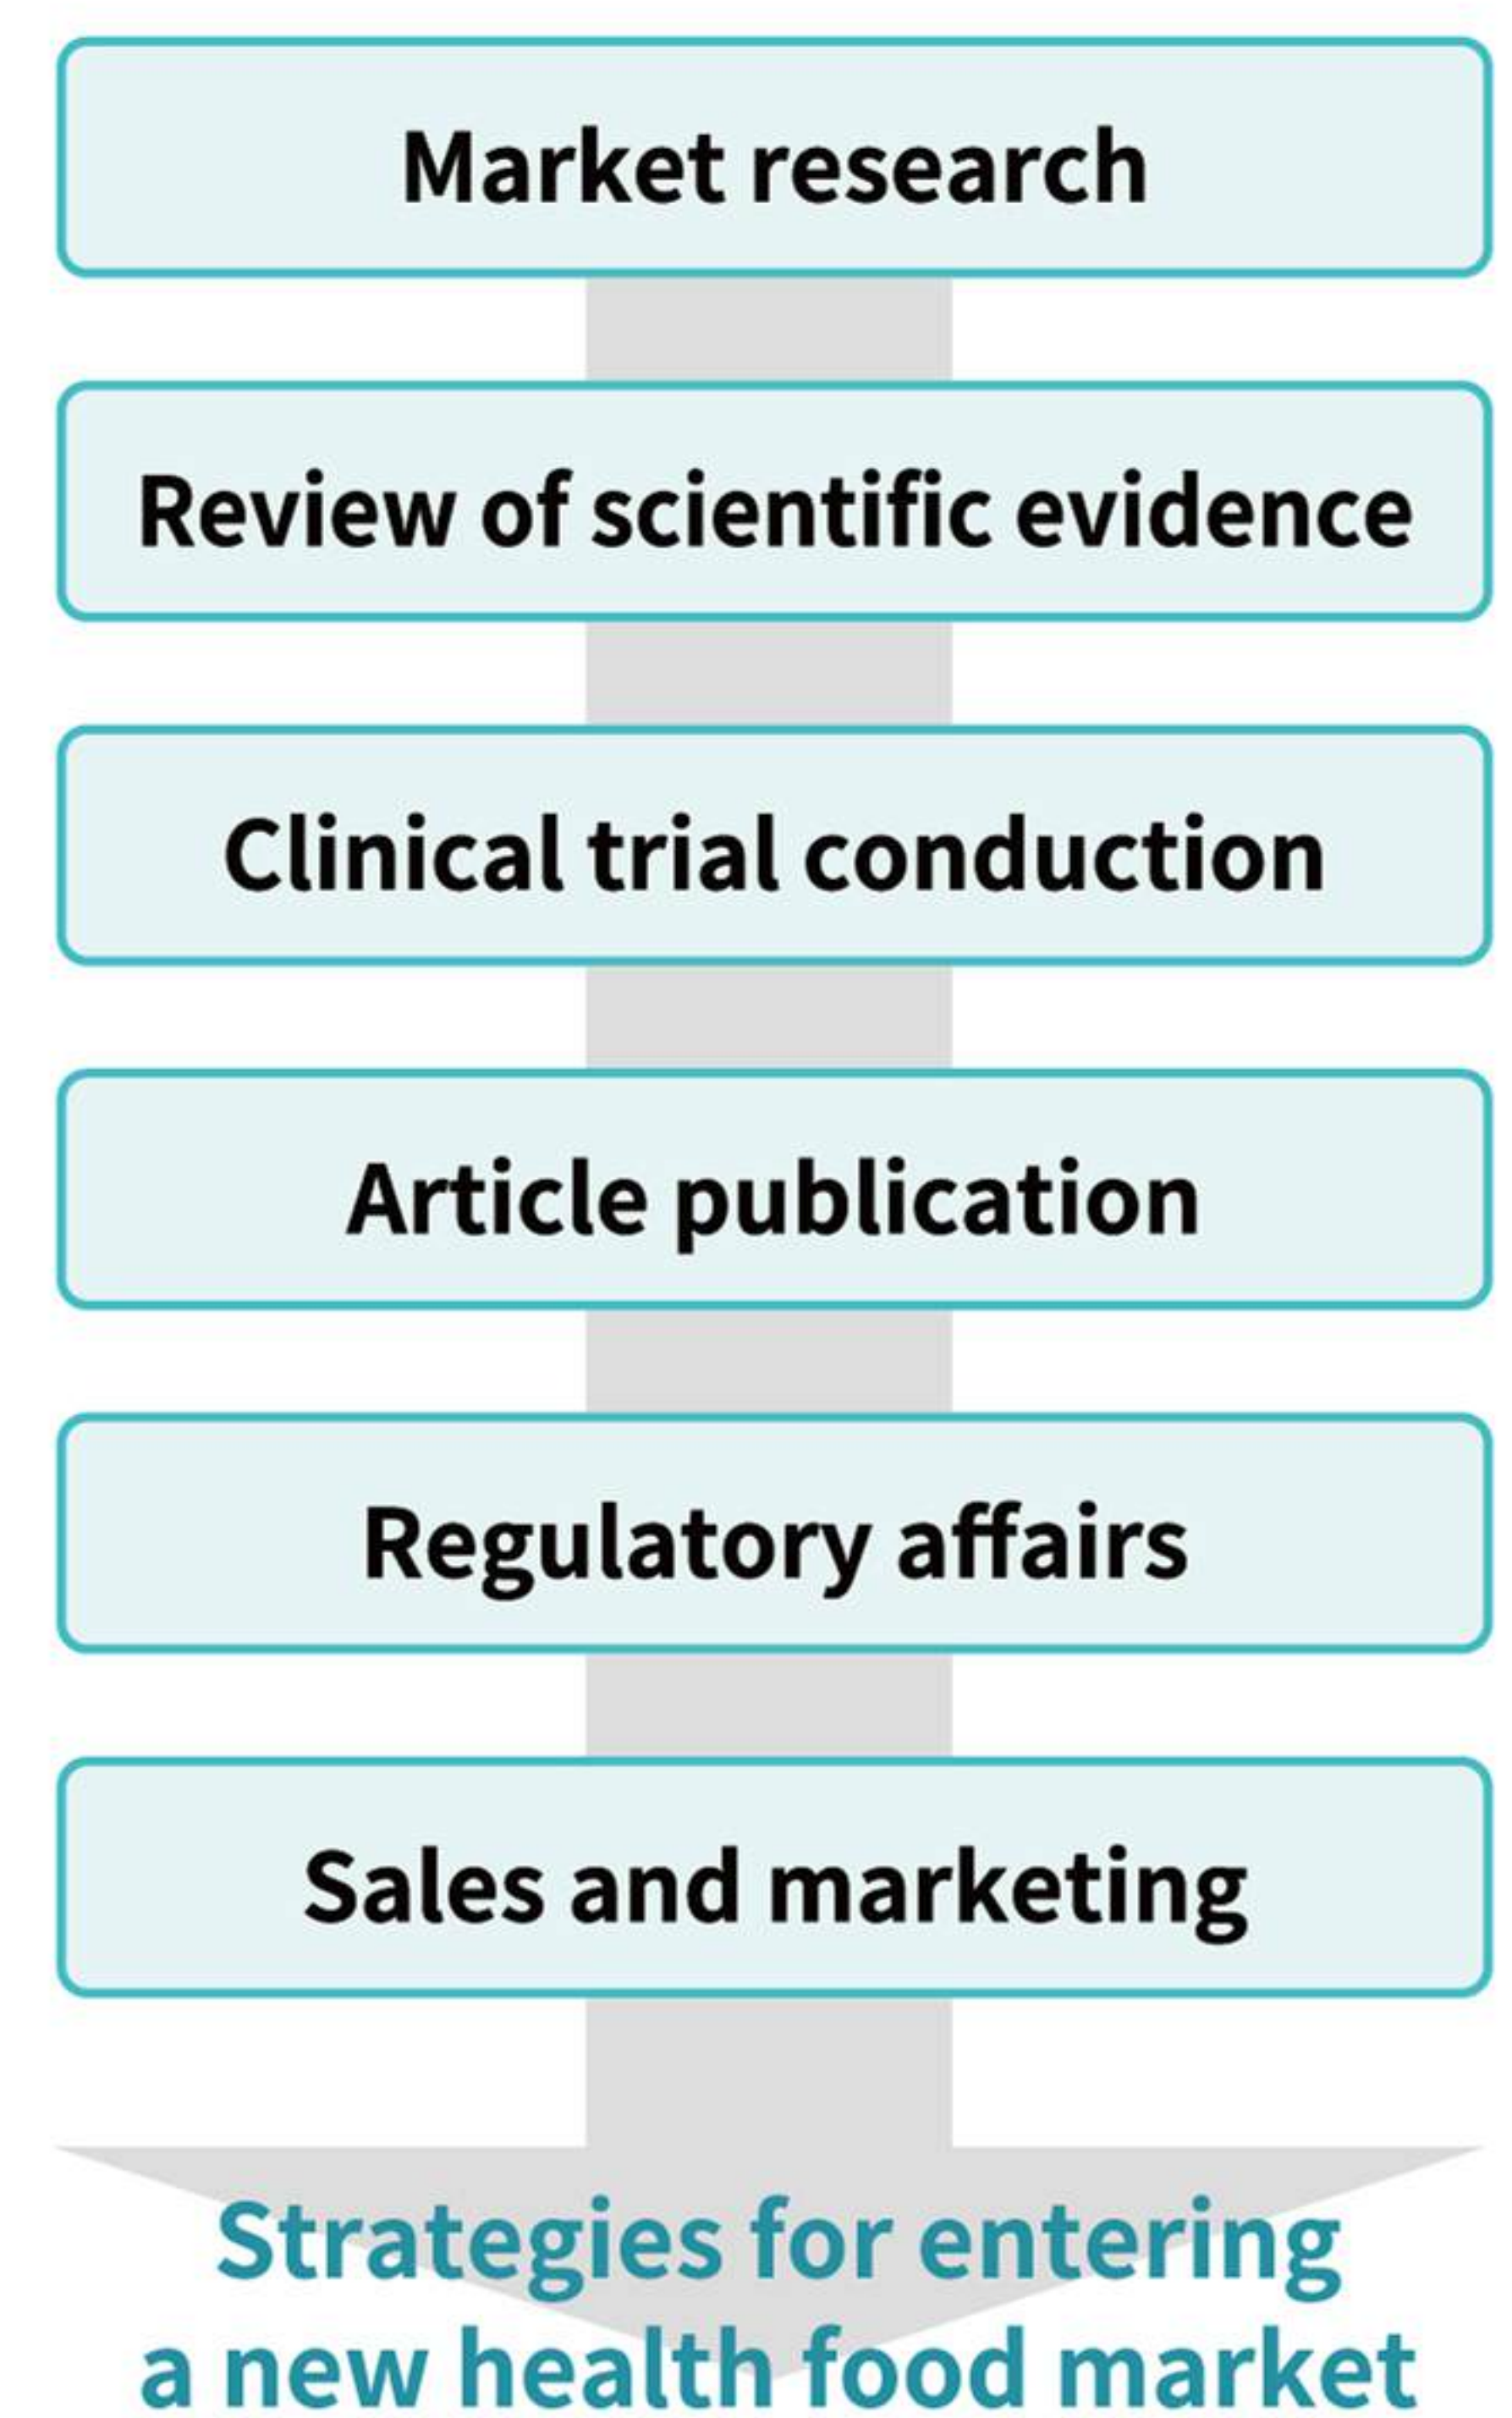 Market research
Review of scientific evidence
Clinical trial conduction
Article publication
Regulatory affairs
Sales and marketing
Strategies for entering
a new health food market